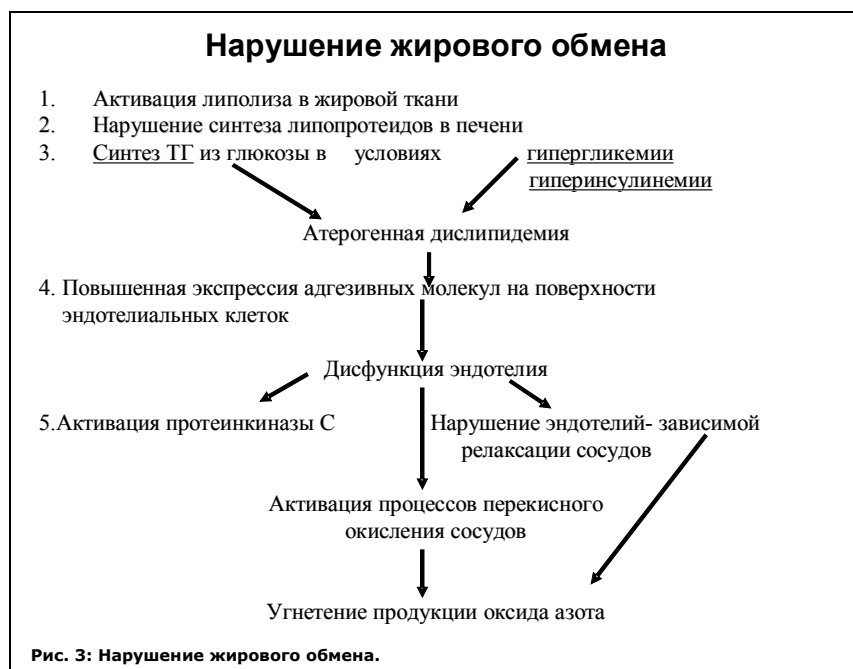 Нарушение жирового обмена
1. Активация липолиза в жировой ткани
2. Нарушение синтеза липопротеидов в печени
3. Синтез ТГ из глюкозы в условиях гипергликемии
гиперинсулинемии
Атерогенная дислипидемия
4. Повышенная экспрессия адгезивных молекул на поверхности
эндотелиальных клеток
Дисфункция эндотелия
5.Активация протеинкиназы С
Нарушение эндотелий- зависимой
релаксации сосудов
Активация процессов перекисного
окисления сосудов
Угнетение продукции оксида азота
Рис. 3: Нарушение жирового обмена.